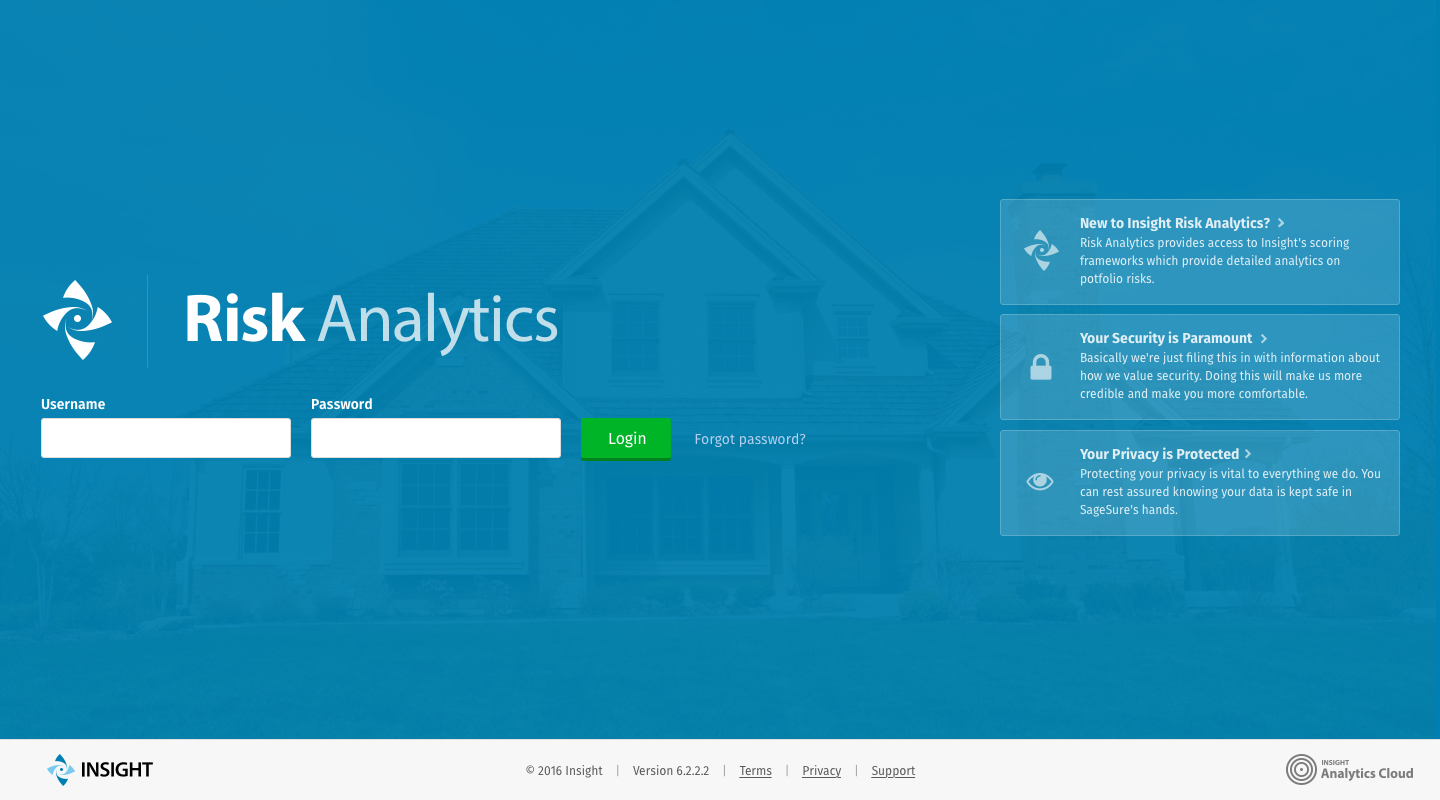 Risk Analytics
Username
Password
Login
Forgot password?
New to Insight Risk Analytics?
Risk Analytics provides access to Insight's scoring
frameworks which provide detailed analytics on
potfolio risks.
Your Security is Paramount
Basically we're just filing this in with information about
how we value security. Doing this will make us more
credible and make you more comfortable.
Your Privacy is Protected
Protecting your privacy is vital to everything we do. You
can rest assured knowing your data is kept safe in
SageSure's hands.
INSIGHT
© 2016 Insight | Version 6.2.2.2 | Terms | Privacy | Support
INSIGHT
Analytics Cloud